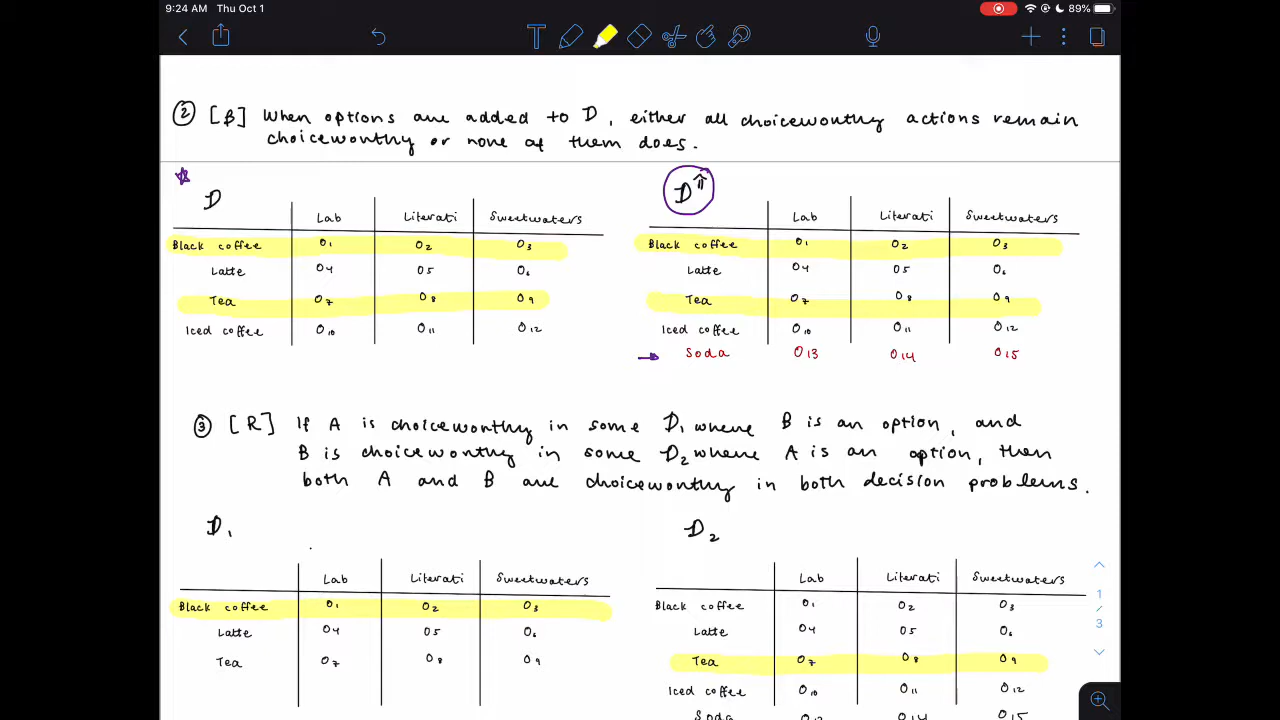 9:24 AM Thu Oct 1
89%
② [β] When options are added to D, either all choiceworthy actions remain
choiceworthy or none of them does.
D
Lab Literati Sweetwaters
Black coffee O1 O2 O3
Latte O4 O5 O6
Tea O7 O8 O9
Iced coffee O10 O11 O12
D⇑
Lab Literati Sweetwaters
Black coffee O1 O2 O3
Latte O4 O5 O6
Tea O7 O8 O9
Iced coffee O10 O11 O12
→ Soda O13 O14 O15
③ [R] If A is choiceworthy in some D1 where B is an option, and
B is choiceworthy in some D2 where A is an option, then
both A and B are choiceworthy in both decision problems.
D1
Lab Literati Sweetwaters
Black coffee O1 O2 O3
Latte O4 O5 O6
Tea O7 O8 O9
D2
Lab Literati Sweetwaters
Black coffee O1 O2 O3
Latte O4 O5 O6
Tea O7 O8 O9
Iced coffee O10 O11 O12
Soda O13 O14 O15
1
/
3